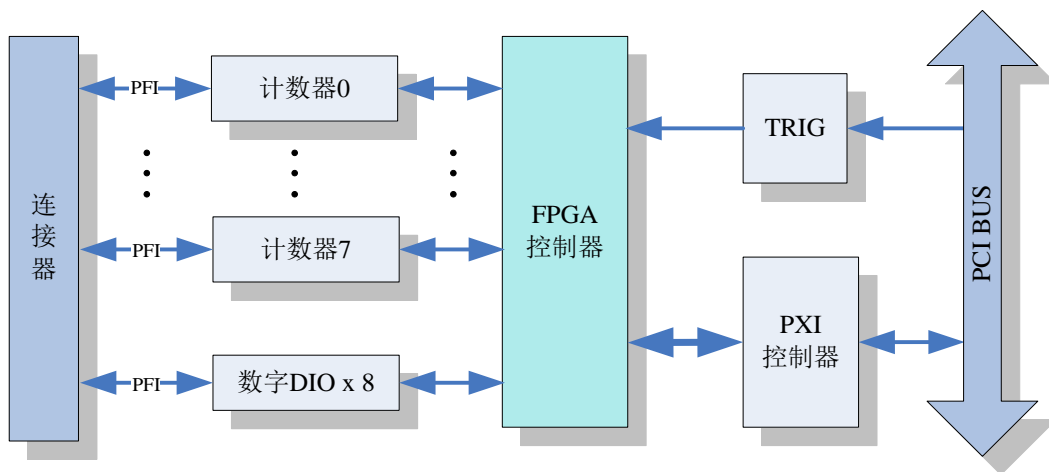 连
接
器
PFI
计数器0
PFI
计数器7
PFI
数字DIO x 8
FPGA
控制器
TRIG
PXI
控制器
PCI BUS